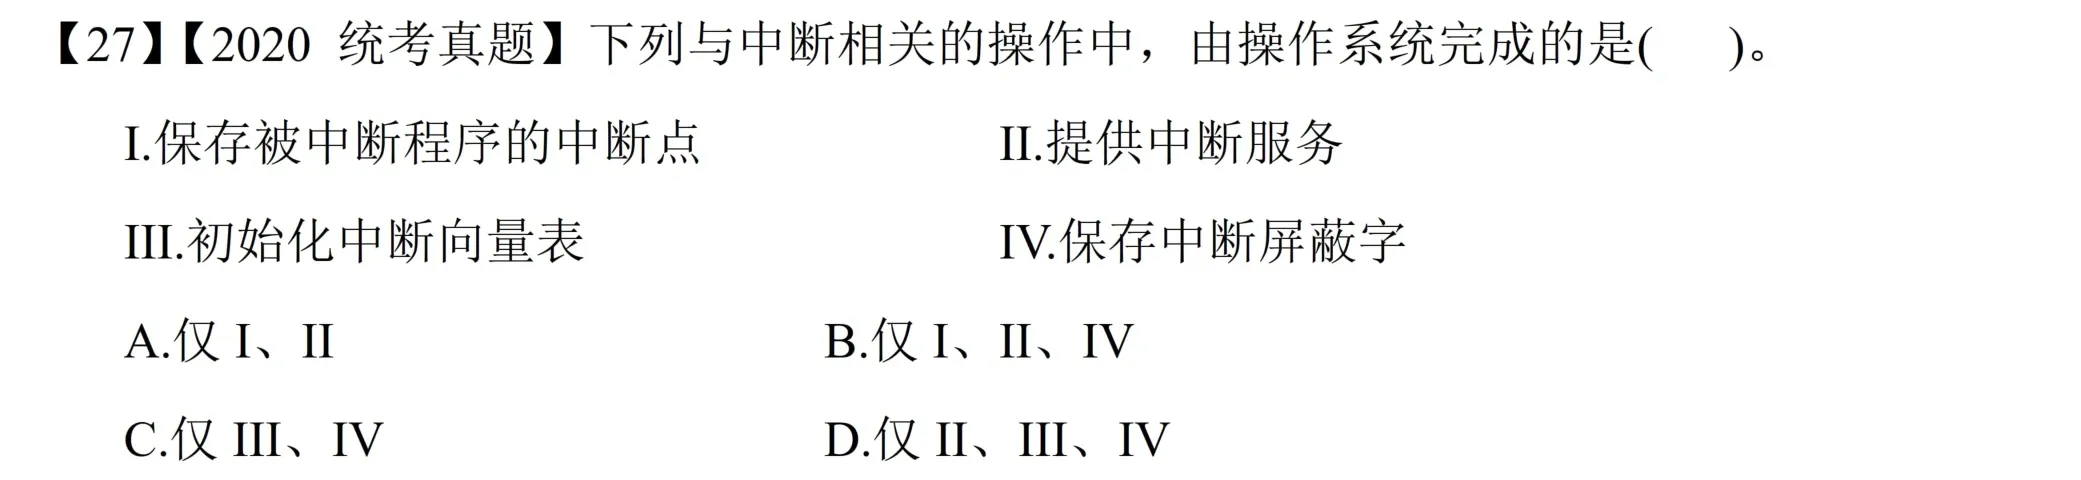 【27】【2020 统考真题】下列与中断相关的操作中，由操作系统完成的是(    )。
I.保存被中断程序的中断点 II.提供中断服务
III.初始化中断向量表 IV.保存中断屏蔽字
A.仅 I、II B.仅 I、II、IV
C.仅 III、IV D.仅 II、III、IV